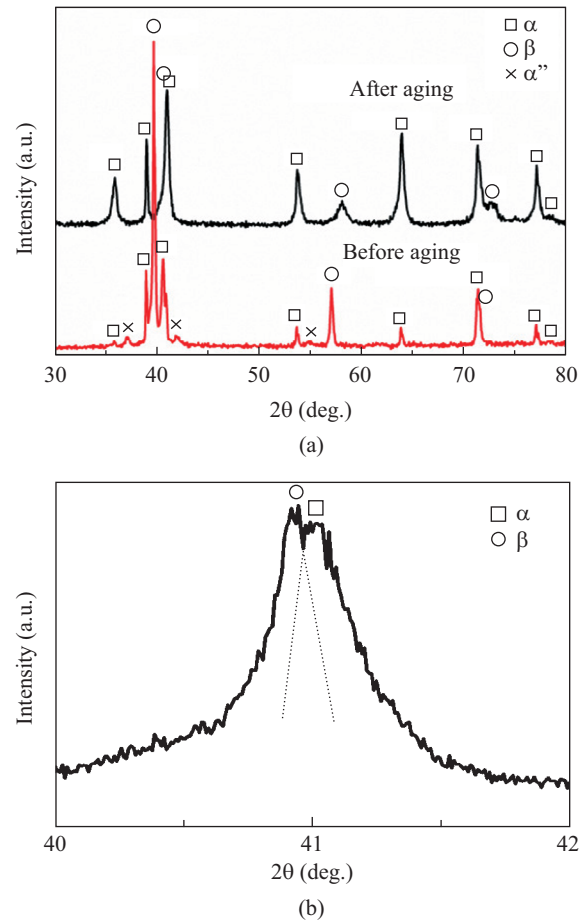 α
β
α”
After aging
Before aging
Intensity (a.u.)
30 40 50 60 70 80
2θ (deg.)
(a)
α
β
Intensity (a.u.)
40 41 42
2θ (deg.)
(b)